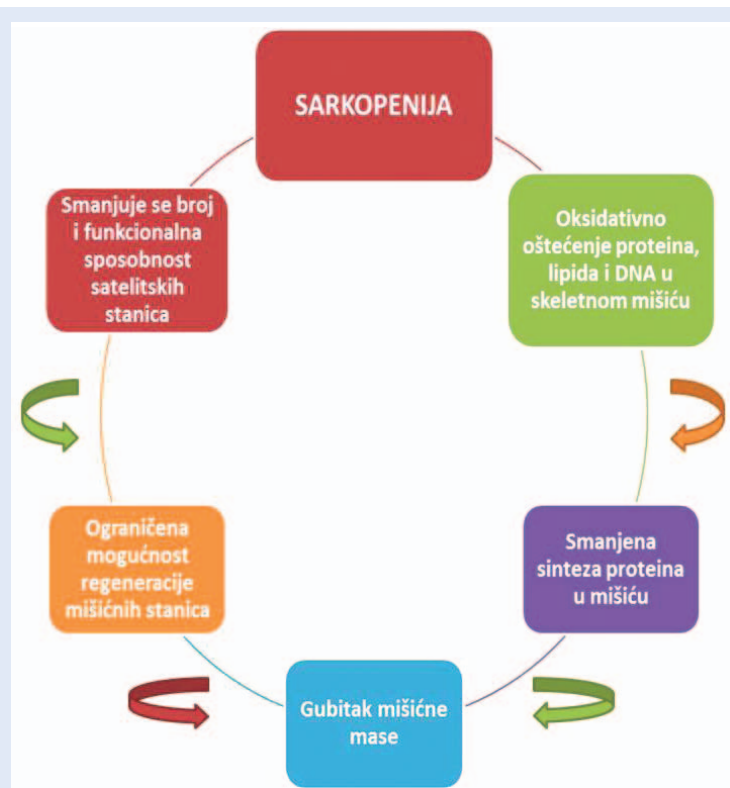 SARKOPENIJA
Smanjuje se broj
i funkcionalna
sposobnost
satelitskih
stanica
Oksidativno
oštećenje proteina,
lipida i DNA u
skeletnom mišiću
Ograničena
mogućnost
regeneracije
mišićnih stanica
Smanjena
sinteza proteina
u mišiću
Gubitak mišićne
mase